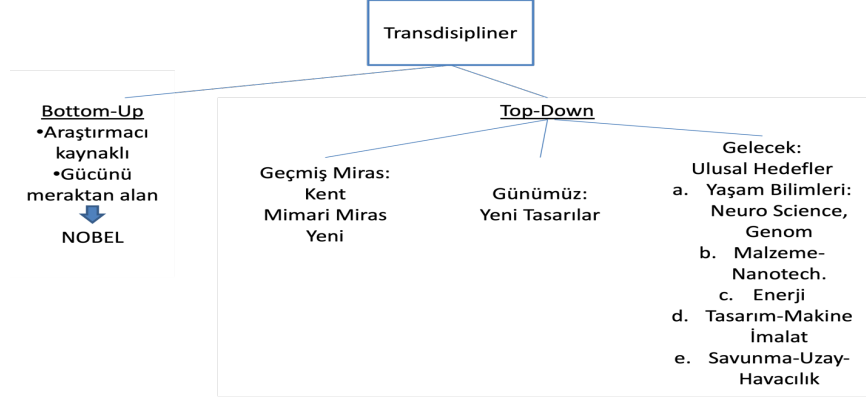 Transdisipliner
Bottom-Up
•Araştırmacı
kaynaklı
•Gücünü
meraktan alan
NOBEL
Top-Down
Geçmiş Miras:
Kent
Mimari Miras
Yeni
Günümüz:
Yeni Tasarılar
Gelecek:
Ulusal Hedefler
a. Yaşam Bilimleri:
Neuro Science,
Genom
b. Malzeme-
Nanotech.
c. Enerji
d. Tasarım-Makine
İmalat
e. Savunma-Uzay-
Havacılık